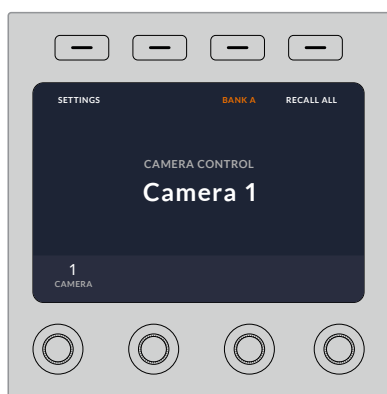 SETTINGS BANK A RECALL ALL
CAMERA CONTROL
Camera 1
1
CAMERA